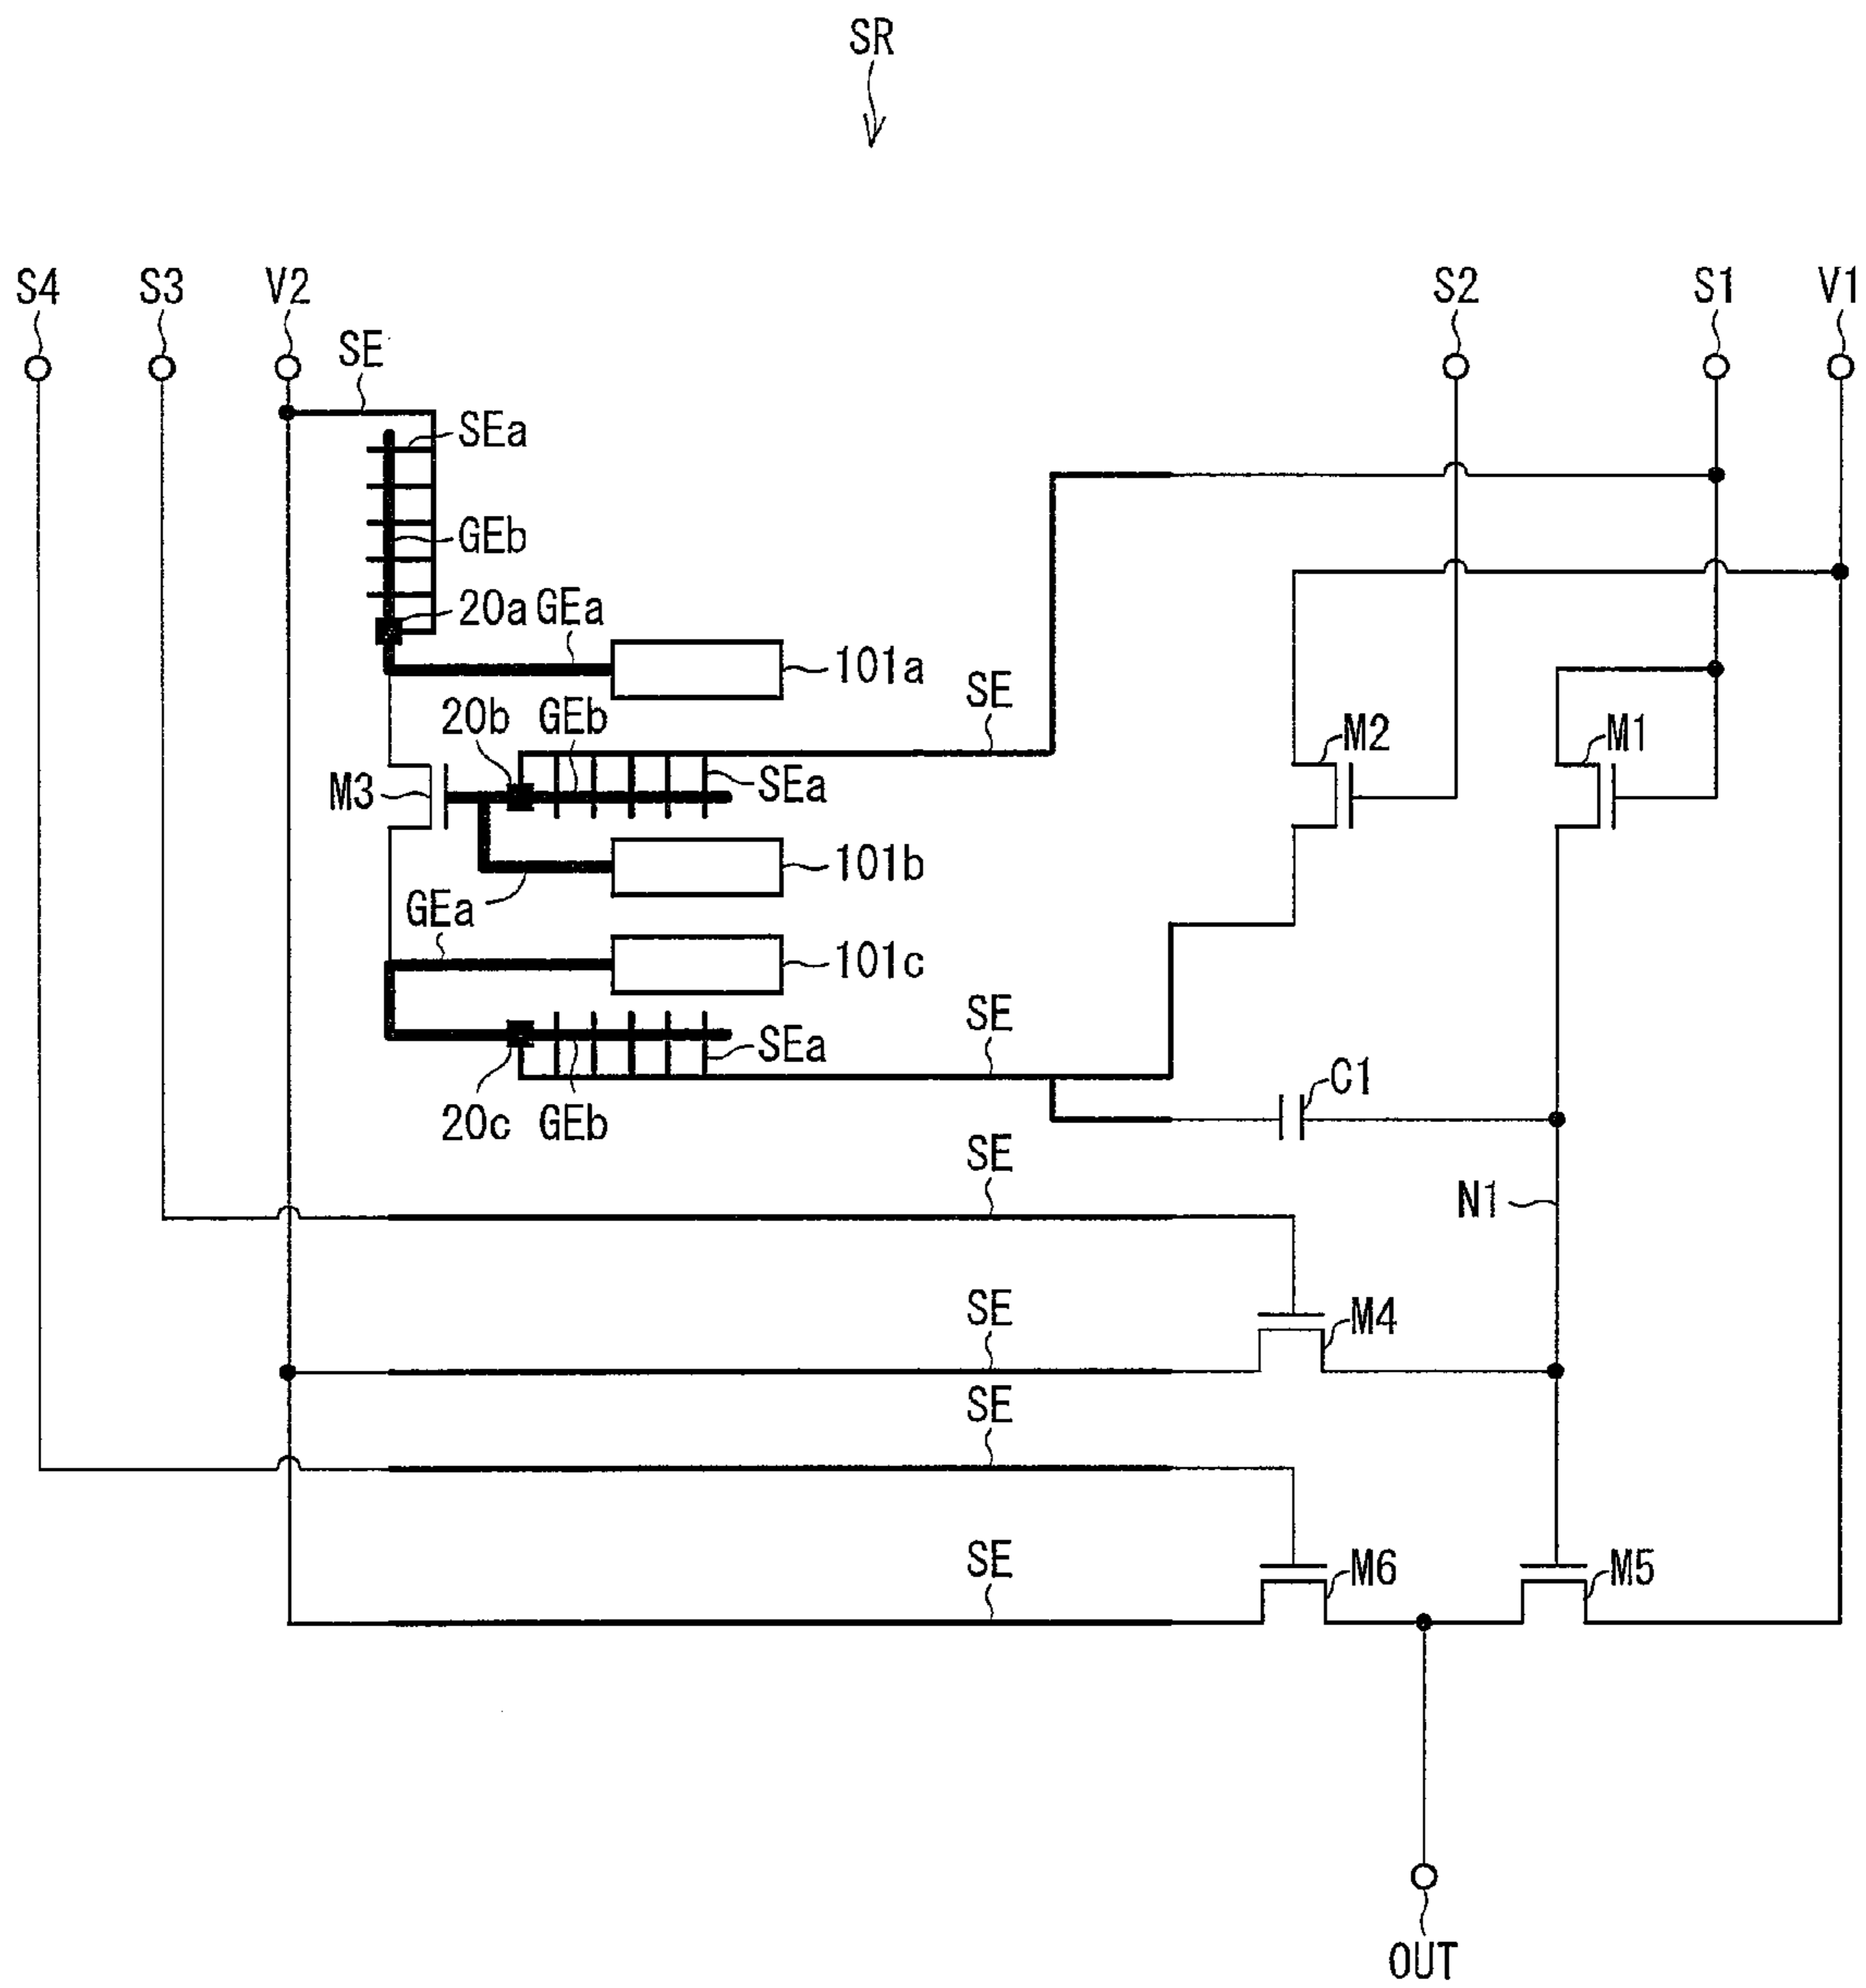 SR
S4 S3 V2 S2 S1 V1
SE
SEa
GEb
20a GEa
101a
20b GEb SE
M2 M1
M3 SEa
101b
GEa
101c
SE
SEa
C1
20c GEb
SE
N1
SE M4
SE
SE M6 M5
OUT